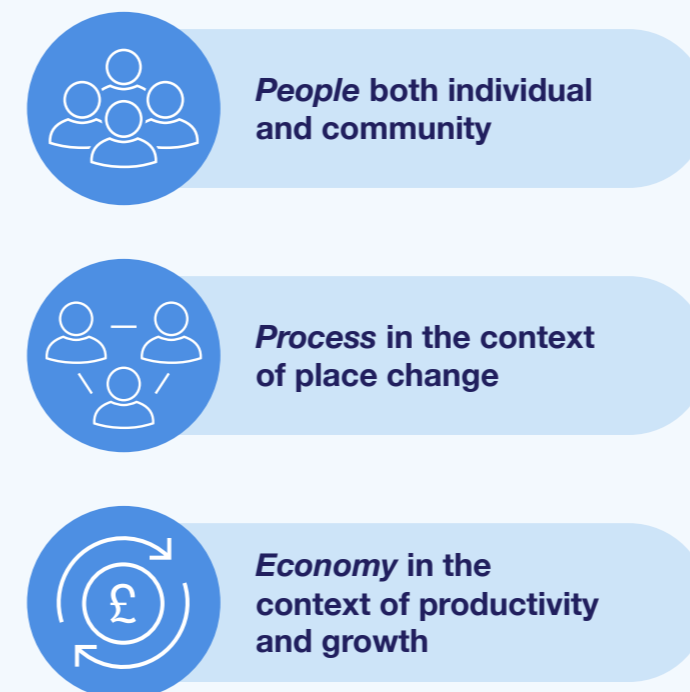 People both individual
and community
Process in the context
of place change
£
Economy in the
context of productivity
and growth